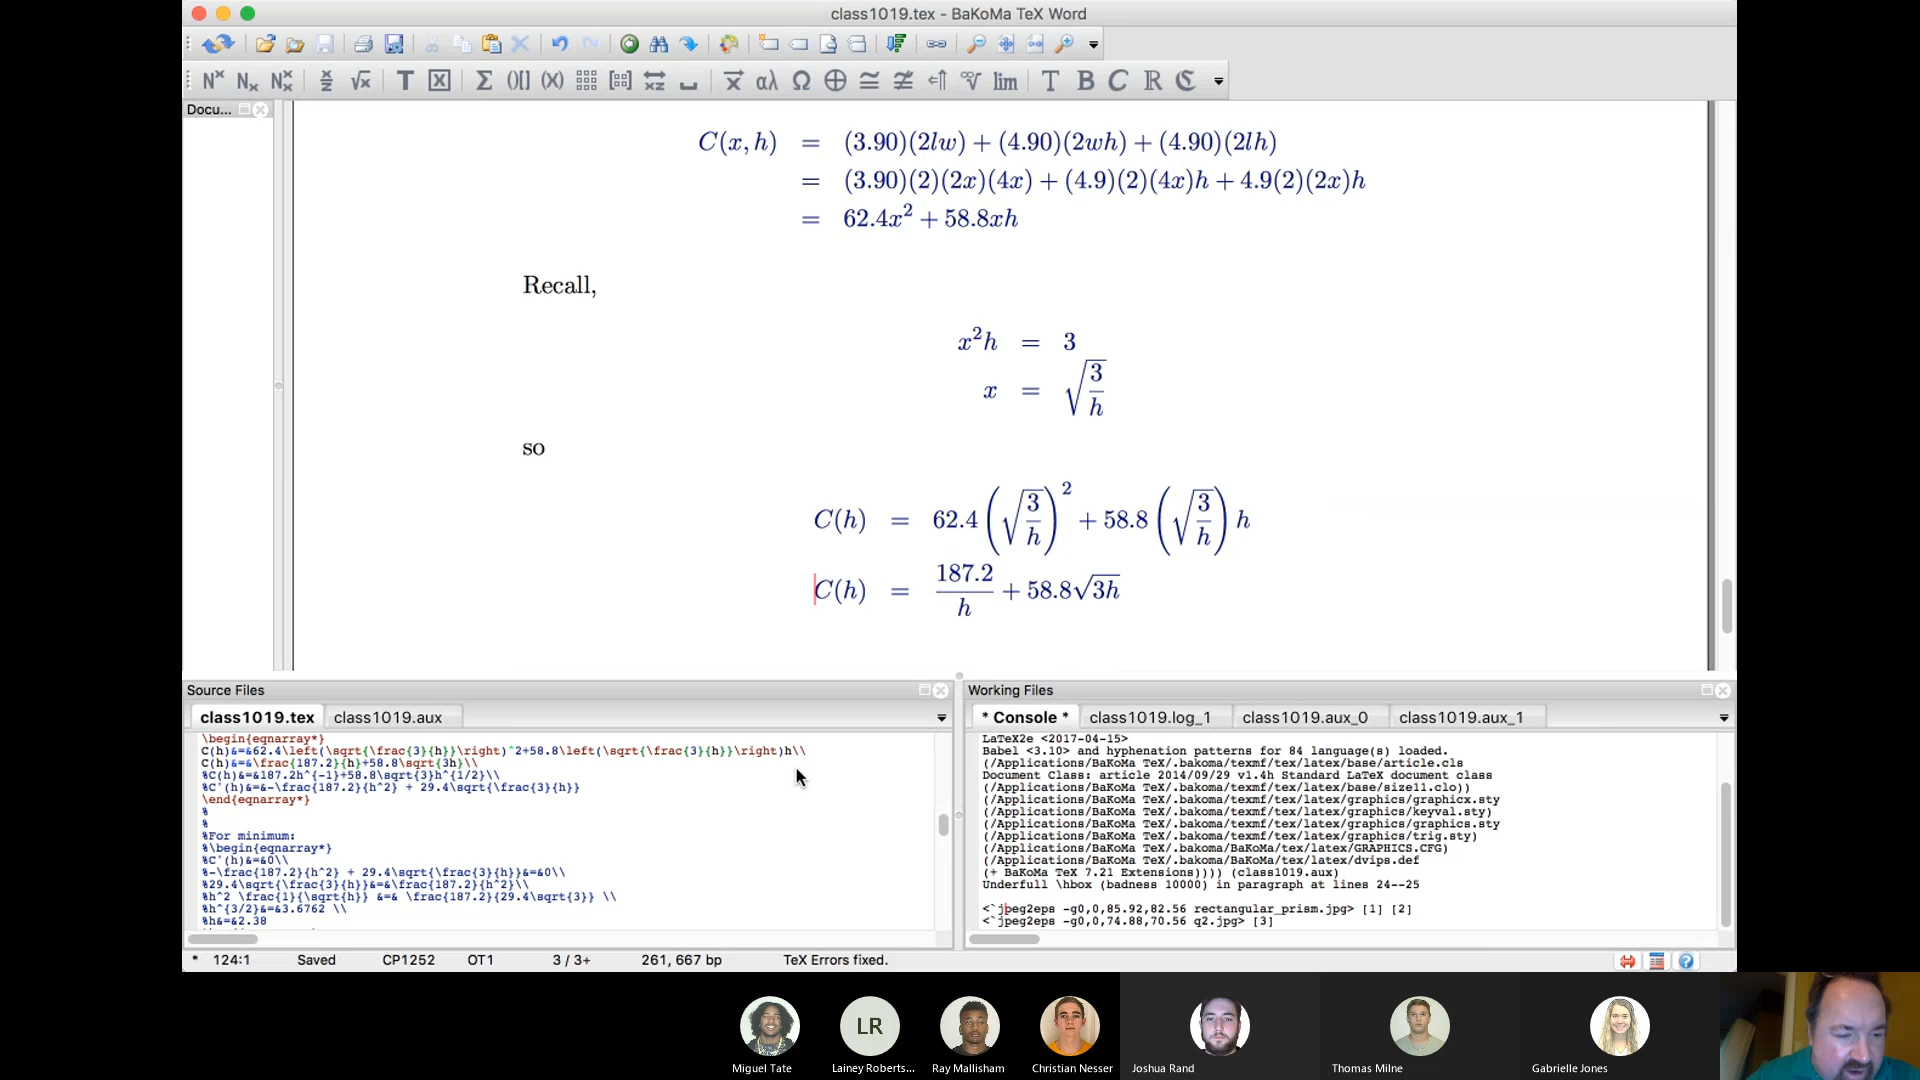 class1019.tex - BaKoMa TeX Word
Docu...
C(x, h) = (3.90)(2lw) + (4.90)(2wh) + (4.90)(2lh)
= (3.90)(2)(2x)(4x) + (4.9)(2)(4x)h + 4.9(2)(2x)h
= 62.4x² + 58.8xh
Recall,
x²h = 3
x = √(3/h)
so
C(h) = 62.4 (√(3/h))² + 58.8 (√(3/h)) h
C(h) = 187.2/h + 58.8√3h
Source Files
class1019.tex class1019.aux
\begin{eqnarray*}
C(h)&=&62.4\left(\sqrt{\frac{3}{h}}\right)^2+58.8\left(\sqrt{\frac{3}{h}}\right)h\\
C(h)&=&\frac{187.2}{h}+58.8\sqrt{3h}\\
%C(h)&=&187.2h^{-1}+58.8\sqrt{3}h^{1/2}\\
%C'(h)&=&-\frac{187.2}{h^2} + 29.4\sqrt{\frac{3}{h}}
\end{eqnarray*}
%
%
%For minimum:
%\begin{eqnarray*}
%C'(h)&=&0\\
%-\frac{187.2}{h^2} + 29.4\sqrt{\frac{3}{h}}&=&0\\
%29.4\sqrt{\frac{3}{h}}&=&\frac{187.2}{h^2}\\
%h^2 \frac{1}{\sqrt{h}} &=& \frac{187.2}{29.4\sqrt{3}} \\
%h^{3/2}&=&3.6762 \\
%h&=&2.38
Working Files
* Console * class1019.log_1 class1019.aux_0 class1019.aux_1
LaTeX2e <2017-04-15>
Babel <3.10> and hyphenation patterns for 84 language(s) loaded.
(/Applications/BaKoMa TeX/.bakoma/texmf/tex/latex/base/article.cls
Document Class: article 2014/09/29 v1.4h Standard LaTeX document class
(/Applications/BaKoMa TeX/.bakoma/texmf/tex/latex/base/size11.clo))
(/Applications/BaKoMa TeX/.bakoma/texmf/tex/latex/graphics/graphicx.sty
(/Applications/BaKoMa TeX/.bakoma/texmf/tex/latex/graphics/keyval.sty)
(/Applications/BaKoMa TeX/.bakoma/texmf/tex/latex/graphics/graphics.sty
(/Applications/BaKoMa TeX/.bakoma/texmf/tex/latex/graphics/trig.sty)
(/Applications/BaKoMa TeX/.bakoma/BaKoMa/tex/latex/GRAPHICS.CFG)
(/Applications/BaKoMa TeX/.bakoma/BaKoMa/tex/latex/dvips.def
(+ BaKoMa TeX 7.21 Extensions)))) (class1019.aux)
Underfull \hbox (badness 10000) in paragraph at lines 24--25
<`jpeg2eps -g0,0,85.92,82.56 rectangular_prism.jpg> [1] [2]
<`jpeg2eps -g0,0,74.88,70.56 q2.jpg> [3]
* 124:1 Saved CP1252 OT1 3 / 3+ 261, 667 bp TeX Errors fixed.
LR
Miguel Tate Lainey Roberts... Ray Mallisham Christian Nesser Joshua Rand Thomas Milne Gabrielle Jones